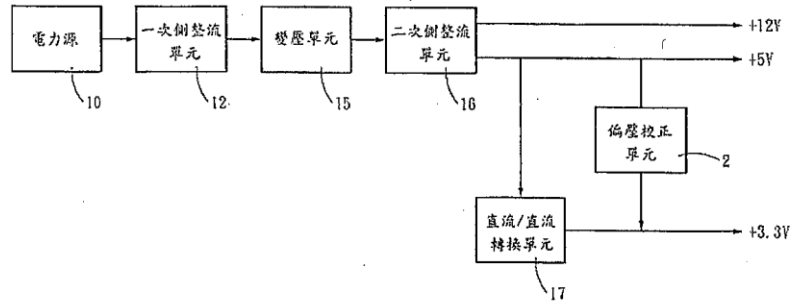 電力源
10
一次側整流
單元
12
變壓單元
15
二次側整流
單元
16
+12V
+5V
偏壓校正
單元
2
直流/直流
轉換單元
17
+3.3V